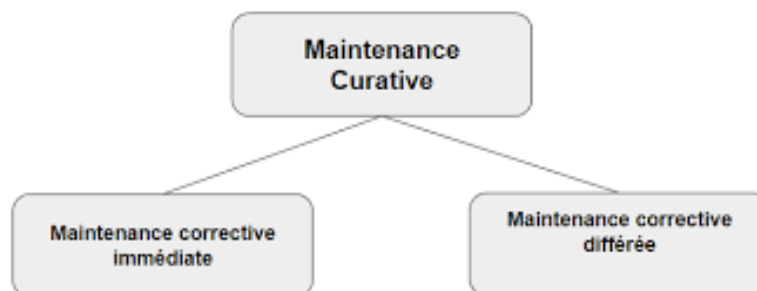 Maintenance
Curative
Maintenance corrective
immédiate
Maintenance corrective
différée